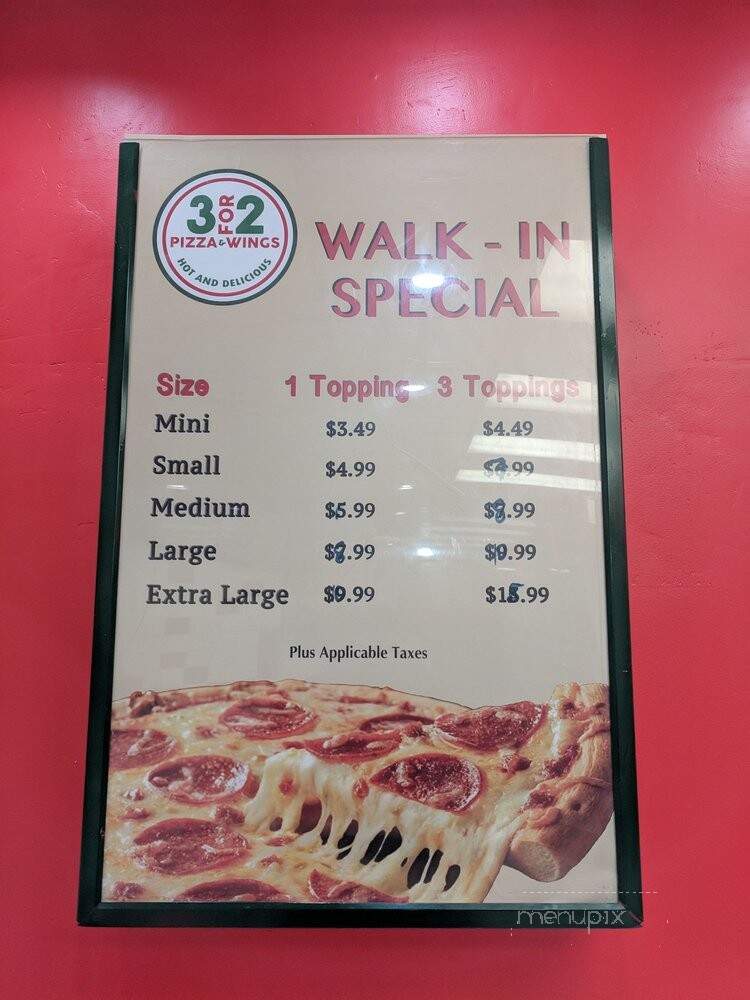 3 FOR 2
PIZZA & WINGS
HOT AND DELICIOUS
WALK - IN
SPECIAL
Size 1 Topping 3 Toppings
Mini $3.49 $4.49
Small $4.99
Medium $5.99
Large
Extra Large
Plus Applicable Taxes
menupix